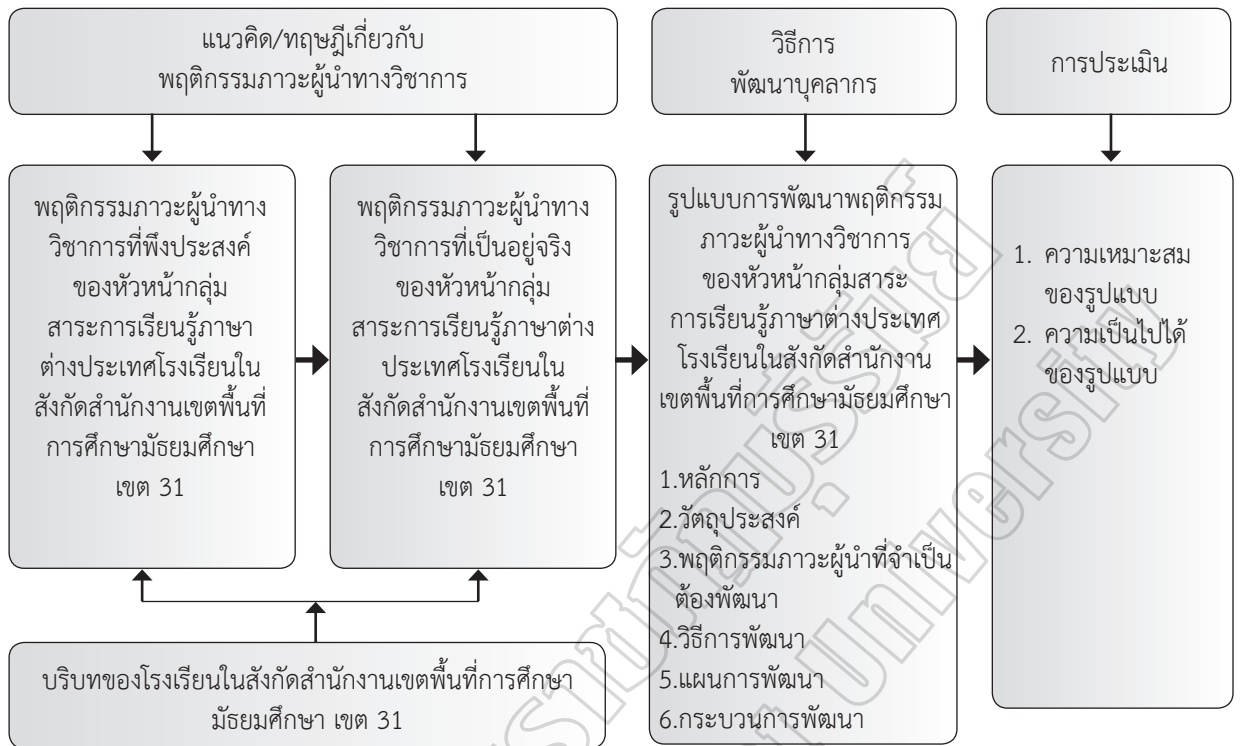 แนวคิด/ทฤษฎีเกี่ยวกับ
พฤติกรรมภาวะผู้นำทางวิชาการ
วิธีการ
พัฒนาบุคลากร
การประเมิน
พฤติกรรมภาวะผู้นำทาง
วิชาการที่พึงประสงค์
ของหัวหน้ากลุ่ม
สาระการเรียนรู้ภาษา
ต่างประเทศโรงเรียนใน
สังกัดสำนักงานเขตพื้นที่
การศึกษามัธยมศึกษา
เขต 31
พฤติกรรมภาวะผู้นำทาง
วิชาการที่เป็นอยู่จริง
ของหัวหน้ากลุ่ม
สาระการเรียนรู้ภาษาต่าง
ประเทศโรงเรียนใน
สังกัดสำนักงานเขตพื้นที่
การศึกษามัธยมศึกษา
เขต 31
รูปแบบการพัฒนาพฤติกรรม
ภาวะผู้นำทางวิชาการ
ของหัวหน้ากลุ่มสาระ
การเรียนรู้ภาษาต่างประเทศ
โรงเรียนในสังกัดสำนักงาน
เขตพื้นที่การศึกษามัธยมศึกษา
เขต 31
1.หลักการ
2.วัตถุประสงค์
3.พฤติกรรมภาวะผู้นำที่จำเป็น
ต้องพัฒนา
4.วิธีการพัฒนา
5.แผนการพัฒนา
6.กระบวนการพัฒนา
1. ความเหมาะสม
ของรูปแบบ
2. ความเป็นไปได้
ของรูปแบบ
บริบทของโรงเรียนในสังกัดสำนักงานเขตพื้นที่การศึกษา
มัธยมศึกษา เขต 31
University